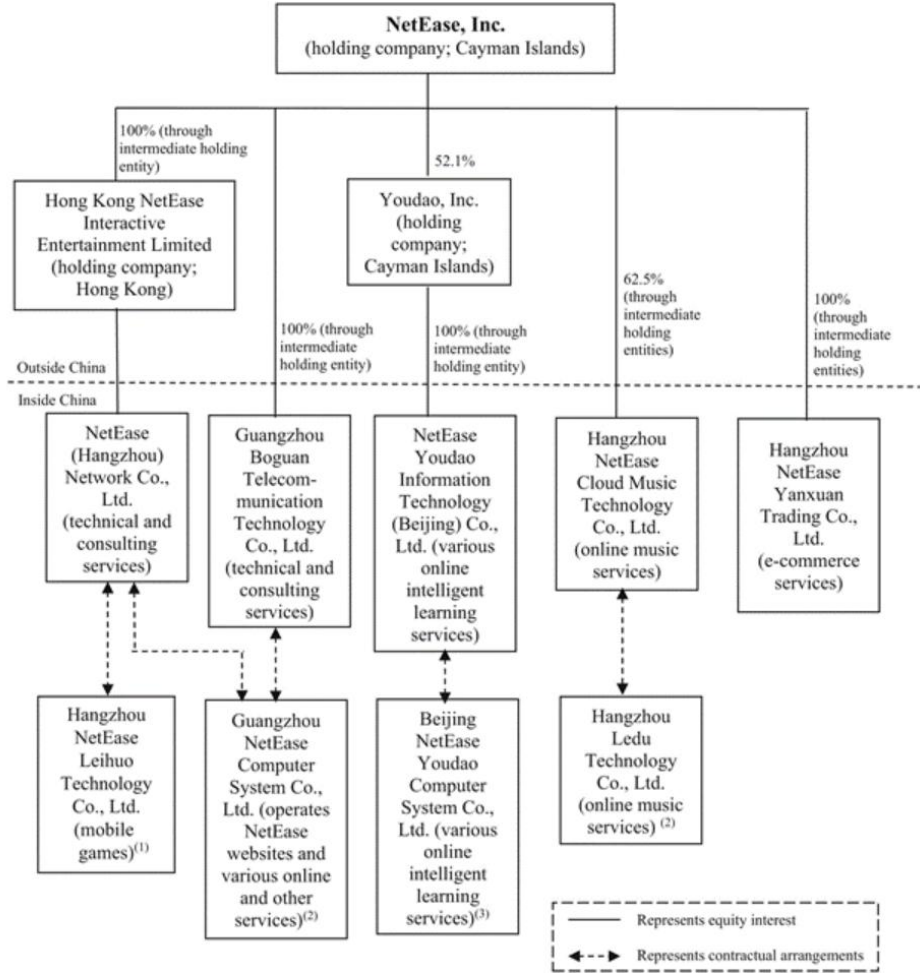 NetEase, Inc.
(holding company; Cayman Islands)
100% (through
intermediate holding
entity)
52.1%
Hong Kong NetEase
Interactive
Entertainment Limited
(holding company;
Hong Kong)
Youdao, Inc.
(holding
company;
Cayman Islands)
100% (through
intermediate
holding entity)
100% (through
intermediate
holding entity)
62.5%
(through
intermediate
holding
entities)
100%
(through
intermediate
holding
entities)
Outside China
Inside China
NetEase
(Hangzhou)
Network Co.,
Ltd.
(technical and
consulting
services)
Guangzhou
Boguan
Telecom-
munication
Technology
Co., Ltd.
(technical and
consulting
services)
NetEase
Youdao
Information
Technology
(Beijing) Co.,
Ltd. (various
online
intelligent
learning
services)
Hangzhou
NetEase
Cloud Music
Technology
Co., Ltd.
(online music
services)
Hangzhou
NetEase
Yanxuan
Trading Co.,
Ltd.
(e-commerce
services)
Hangzhou
NetEase
Leihuo
Technology
Co., Ltd.
(mobile
games)(1)
Guangzhou
NetEase
Computer
System Co.,
Ltd. (operates
NetEase
websites and
various online
and other
services)(2)
Beijing
NetEase
Youdao
Computer
System Co.,
Ltd. (various
online
intelligent
learning
services)(3)
Hangzhou
Ledu
Technology
Co., Ltd.
(online music
services) (2)
Represents equity interest
Represents contractual arrangements